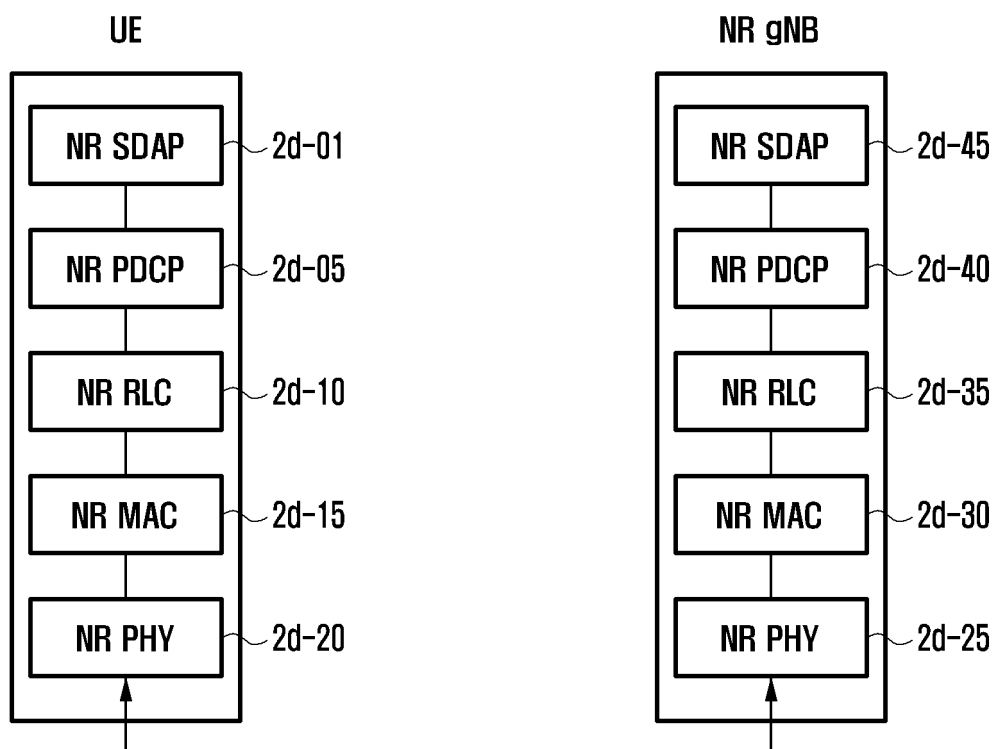 UE
NR gNB
NR SDAP 2d-01
NR SDAP 2d-45
NR PDCP 2d-05
NR PDCP 2d-40
NR RLC 2d-10
NR RLC 2d-35
NR MAC 2d-15
NR MAC 2d-30
NR PHY 2d-20
NR PHY 2d-25